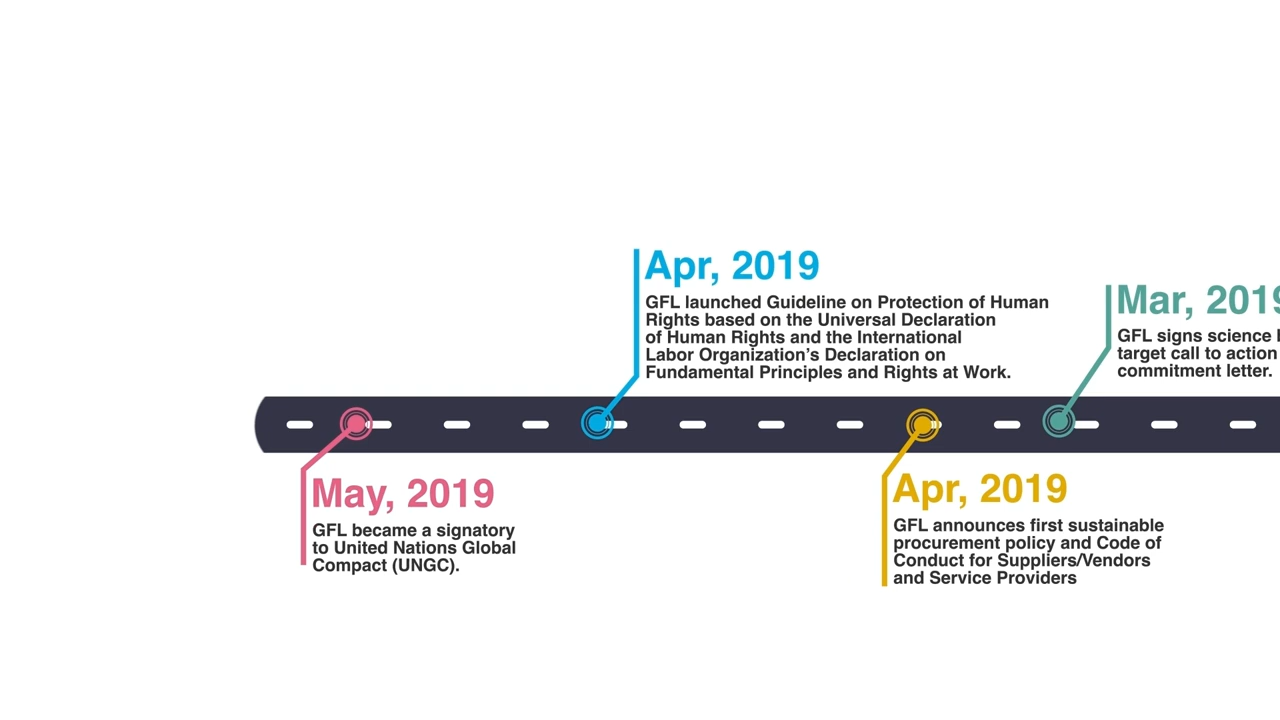 May, 2019
GFL became a signatory
to United Nations Global
Compact (UNGC).
Apr, 2019
GFL launched Guideline on Protection of Human
Rights based on the Universal Declaration
of Human Rights and the International
Labor Organization’s Declaration on
Fundamental Principles and Rights at Work.
Apr, 2019
GFL announces first sustainable
procurement policy and Code of
Conduct for Suppliers/Vendors
and Service Providers
Mar, 2019
GFL signs science
target call to action
commitment letter.